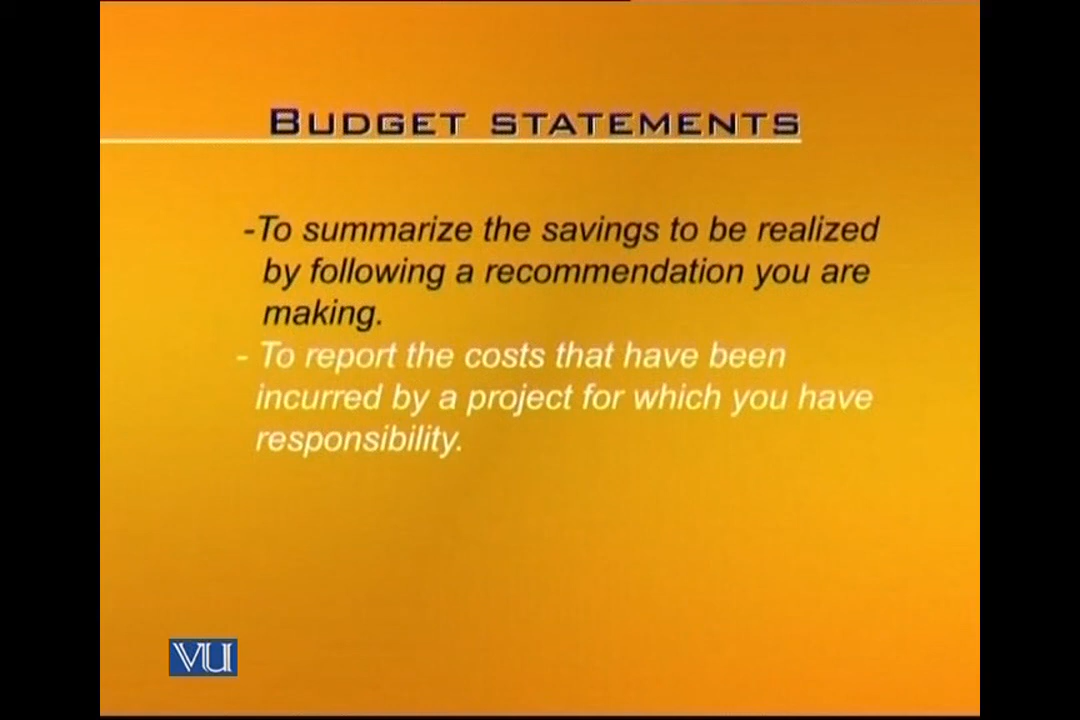 BUDGET STATEMENTS
-To summarize the savings to be realized
by following a recommendation you are
making.
- To report the costs that have been
incurred by a project for which you have
responsibility.
VU